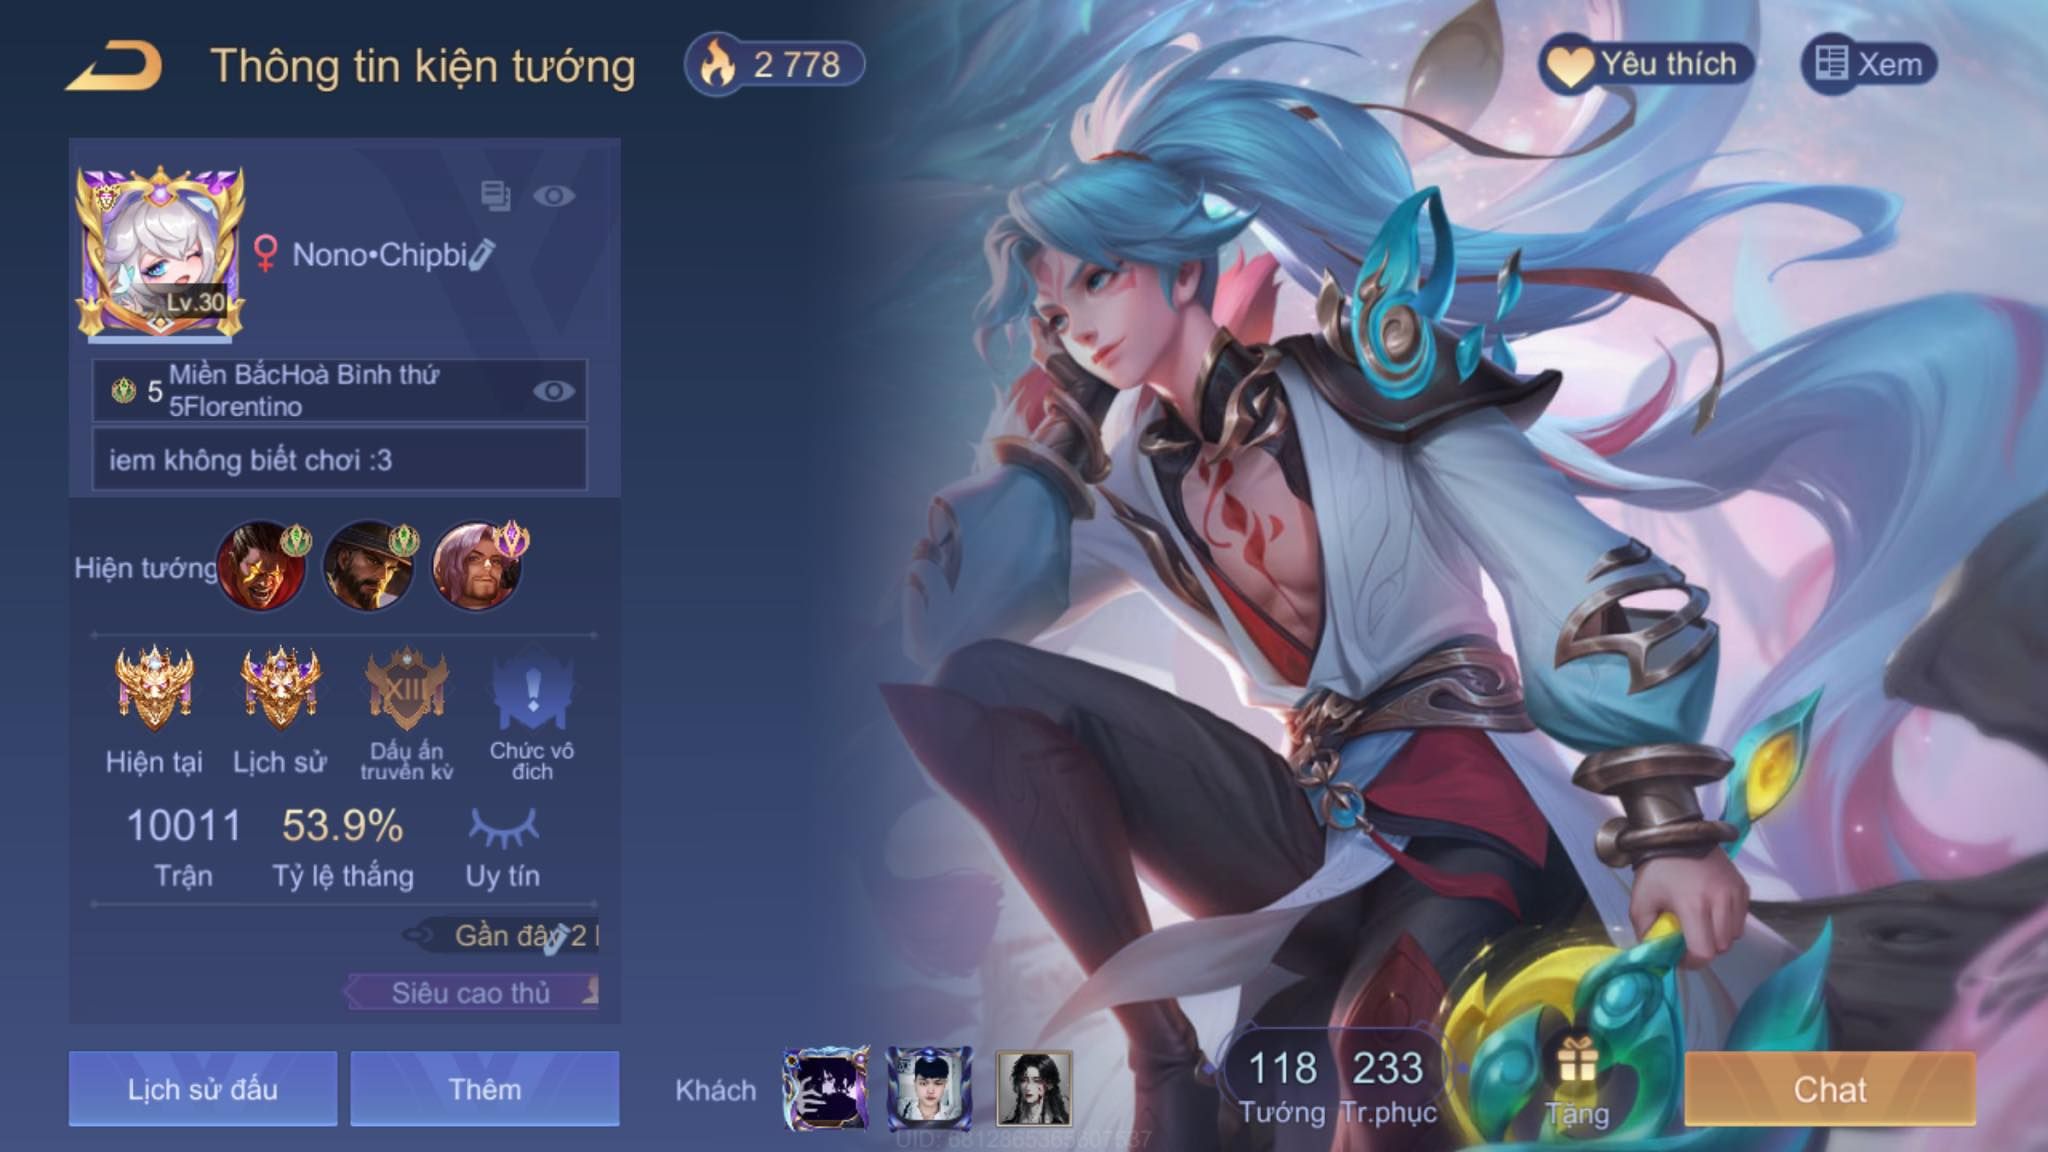 Thông tin kiện tướng
2 778
Yêu thích
Xem
Nono•Chipbi
Lv.30
5
Miền BắcHoà Bình thứ
5Florentino
iem không biết chơi :3
Hiện tướng
XIII
Hiện tại
Lịch sử
Dấu ấn
truyền kỳ
Chức vô
địch
10011
53.9%
Trận
Tỷ lệ thắng
Uy tín
Gần đây 2
Siêu cao thủ
Lịch sử đấu
Thêm
Khách
118
233
Tướng
Tr.phục
Tặng
Chat